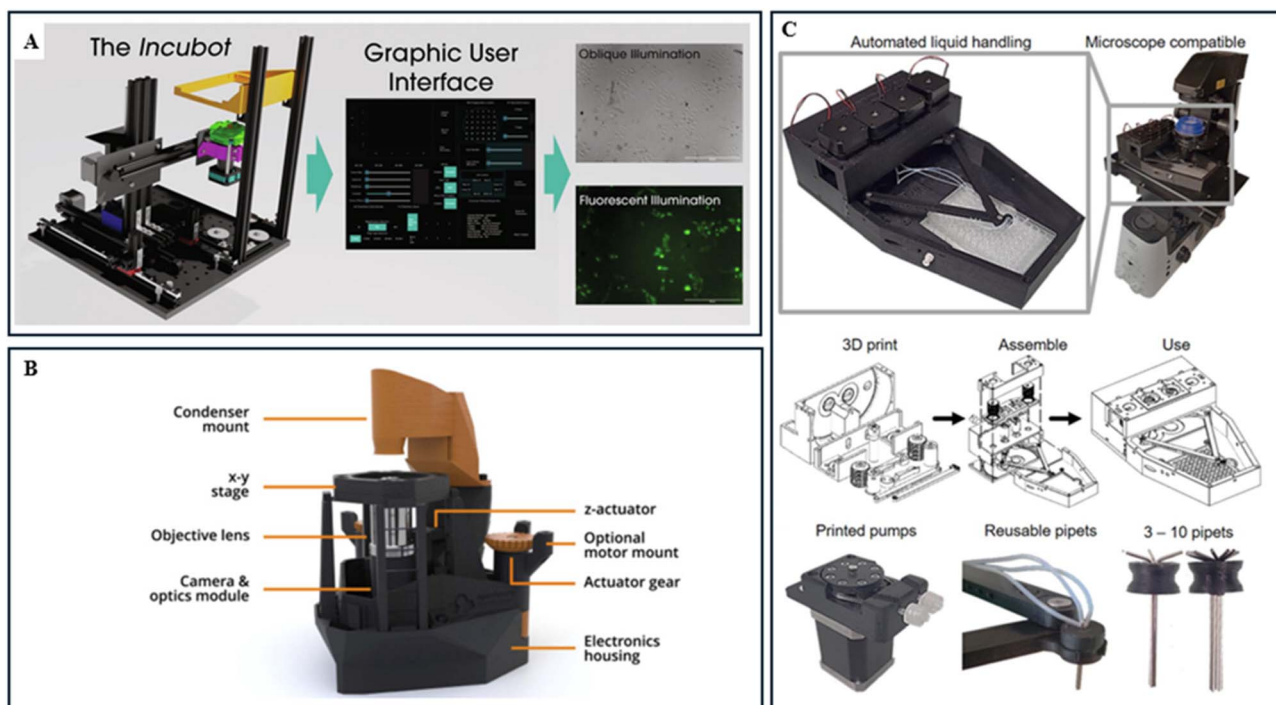 A
The Incubot
Graphic User
Interface
Oblique Illumination
Fluorescent Illumination
B
Condenser
mount
x-y
stage
Objective lens
Camera &
optics module
z-actuator
Optional
motor mount
Actuator gear
Electronics
housing
C
Automated liquid handling
Microscope compatible
3D print
Assemble
Use
Printed pumps
Reusable pipets
3 – 10 pipets